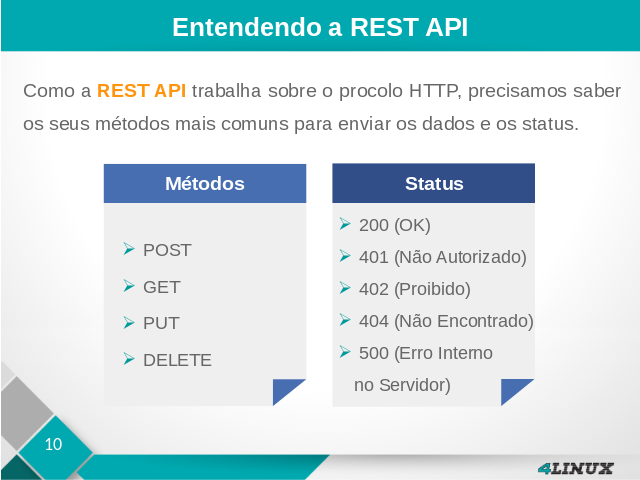 Entendendo a REST API
Como a REST API trabalha sobre o procolo HTTP, precisamos saber
os seus métodos mais comuns para enviar os dados e os status.
Métodos
POST
GET
PUT
DELETE
Status
200 (OK)
401 (Não Autorizado)
402 (Proibido)
404 (Não Encontrado)
500 (Erro Interno
no Servidor)
10
4LINUX